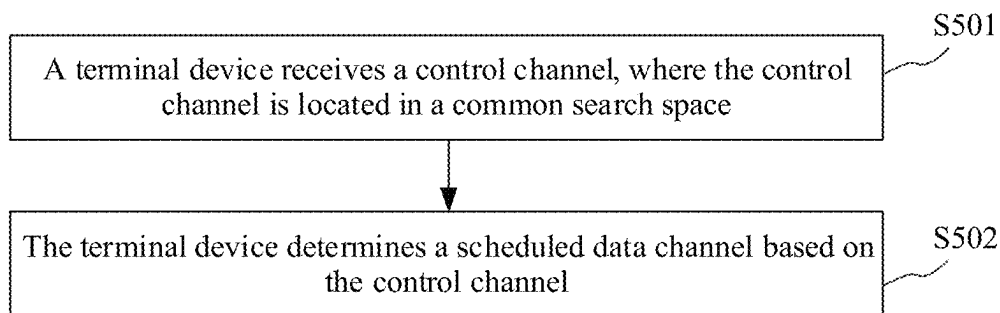 S501
A terminal device receives a control channel, where the control
channel is located in a common search space
S502
The terminal device determines a scheduled data channel based on
the control channel